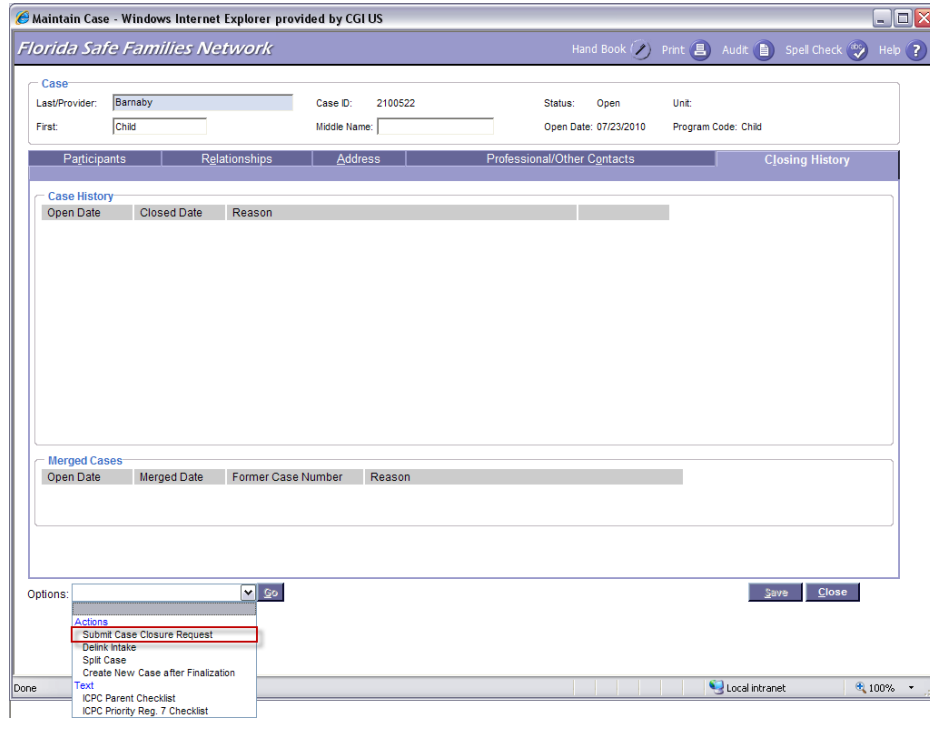 Maintain Case - Windows Internet Explorer provided by CGI US
Florida Safe Families Network Hand Book Print Audit Spell Check Help
Case
Last/Provider: Barnaby Case ID: 2100522 Status: Open Unit:
First: Child Middle Name: Open Date: 07/23/2010 Program Code: Child
Participants Relationships Address Professional/Other Contacts Closing History
Case History
Open Date Closed Date Reason
Merged Cases
Open Date Merged Date Former Case Number Reason
Options: Go Save Close
Actions
Submit Case Closure Request
Delink Intake
Split Case
Create New Case after Finalization
Text
ICPC Parent Checklist
ICPC Priority Reg. 7 Checklist
Done Local intranet 100%